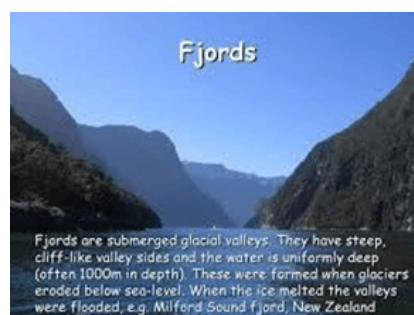 Fjords
Fjords are submerged glacial valleys. They have steep,
cliff-like valley sides and the water is uniformly deep
(often 1000m in depth). These were formed when glaciers
eroded below sea-level. When the ice melted the valleys
were flooded, e.g. Milford Sound fjord, New Zealand